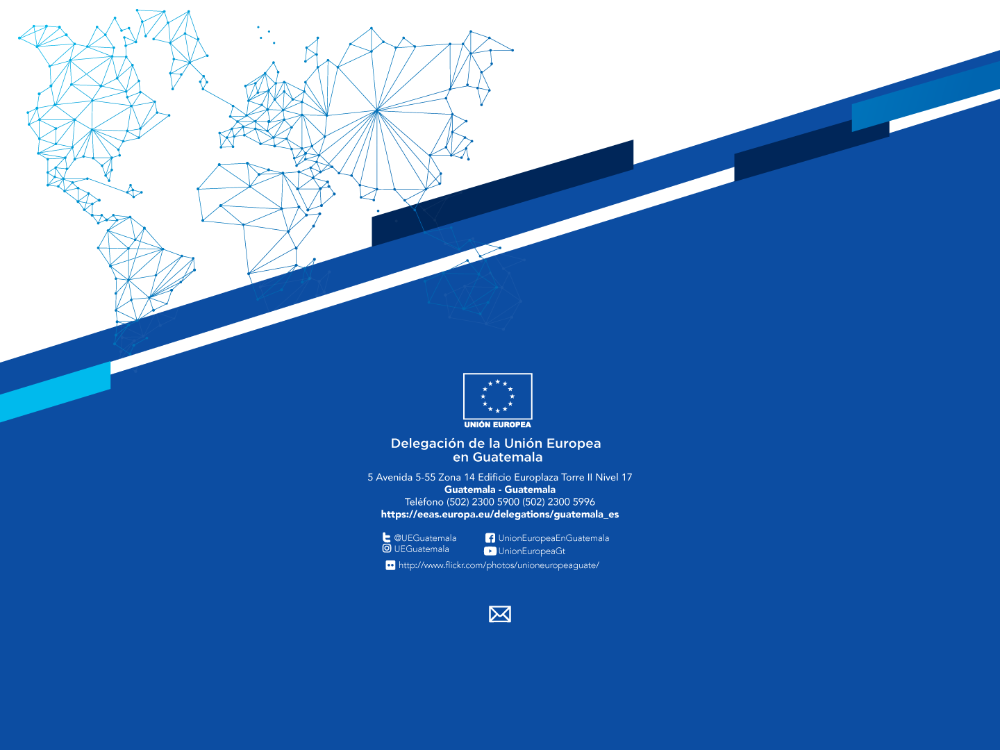 UNIÓN EUROPEA
Delegación de la Unión Europea
en Guatemala
5 Avenida 5-55 Zona 14 Edificio Europlaza Torre II Nivel 17
Guatemala - Guatemala
Teléfono (502) 2300 5900 (502) 2300 5996
https://eeas.europa.eu/delegations/guatemala_es
@UEGuatemala
UnionEuropeaEnGuatemala
UEGuatemala
UnionEuropeaGt
http://www.flickr.com/photos/unioneuropeaguate/